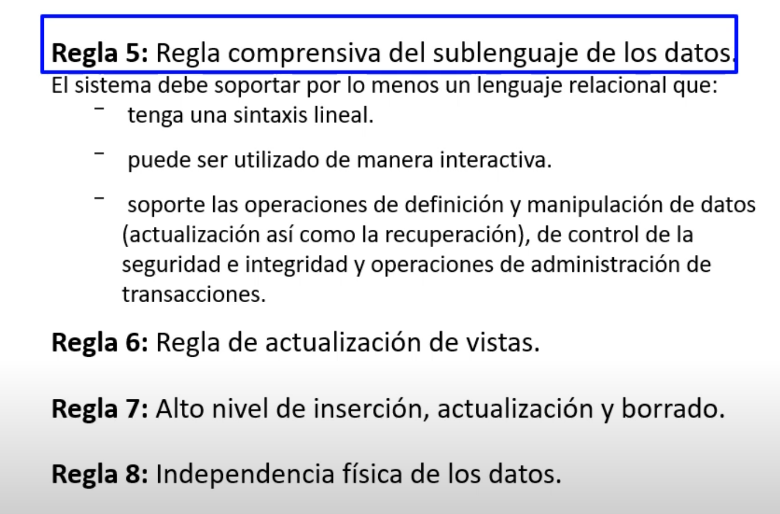 Regla 5: Regla comprensiva del sublenguaje de los datos.
El sistema debe soportar por lo menos un lenguaje relacional que:
– tenga una sintaxis lineal.
– puede ser utilizado de manera interactiva.
– soporte las operaciones de definición y manipulación de datos
(actualización así como la recuperación), de control de la
seguridad e integridad y operaciones de administración de
transacciones.
Regla 6: Regla de actualización de vistas.
Regla 7: Alto nivel de inserción, actualización y borrado.
Regla 8: Independencia física de los datos.